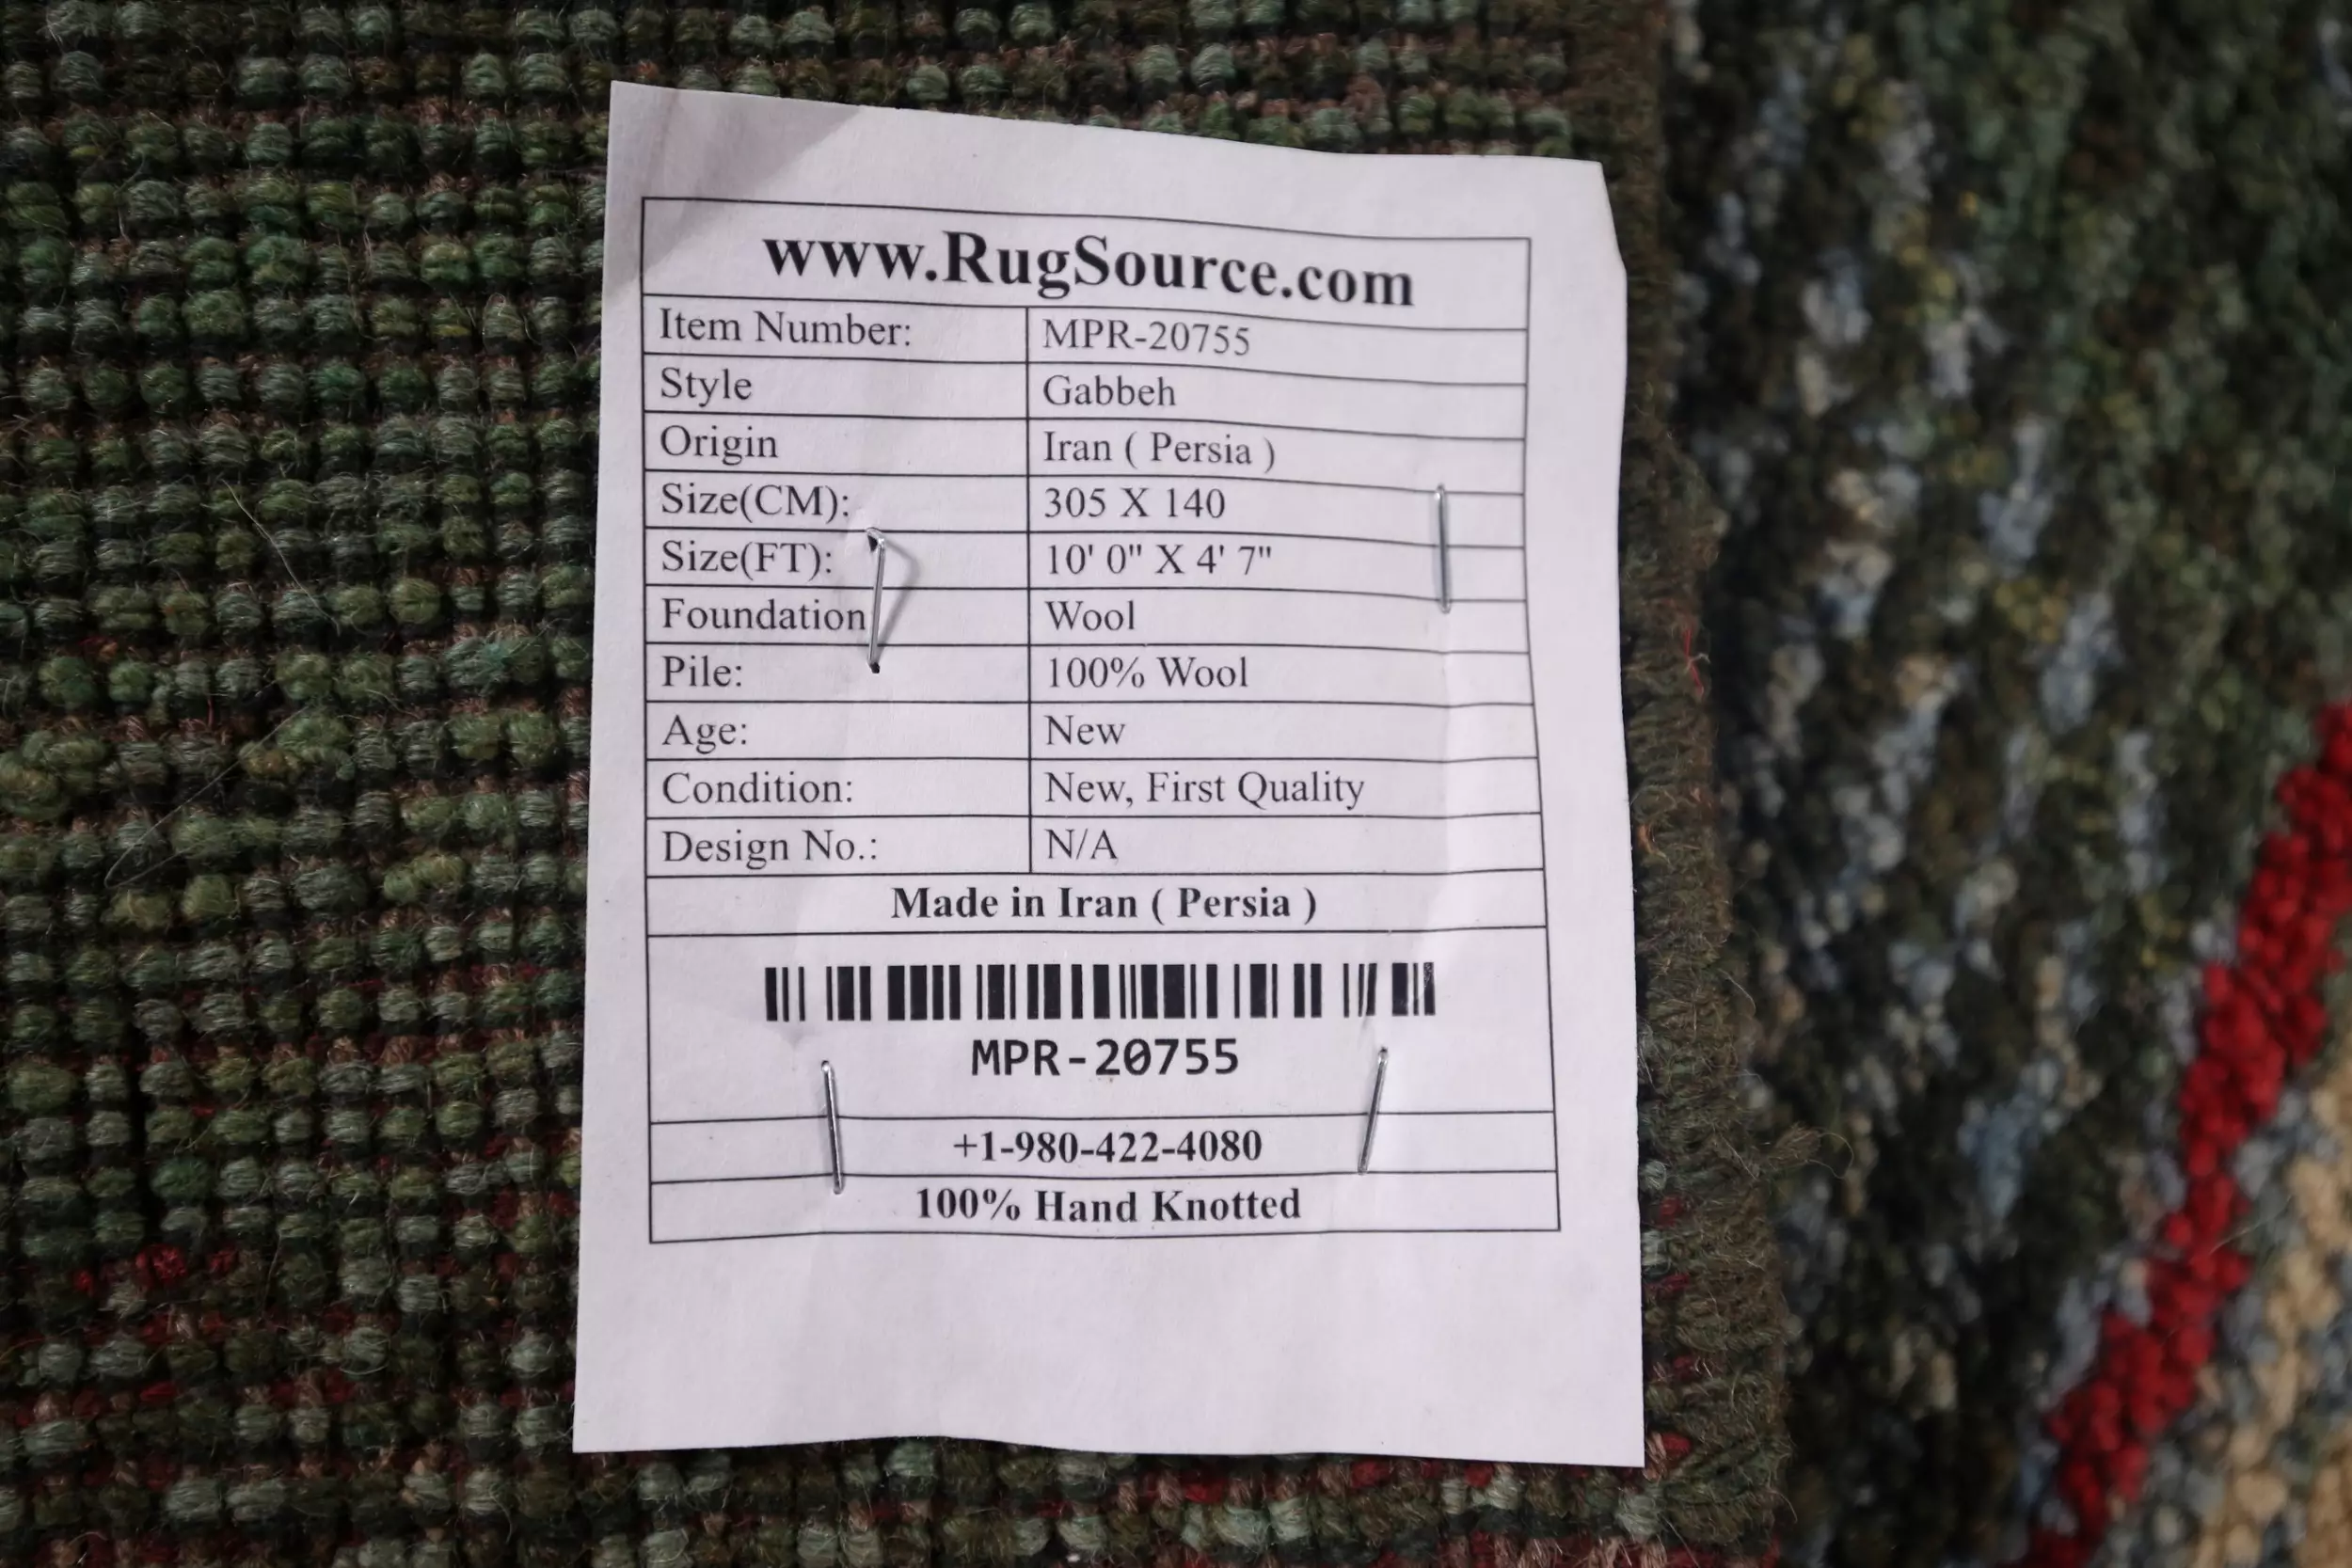 www.RugSource.com
Item Number: MPR-20755
Style Gabbeh
Origin Iran ( Persia )
Size(CM): 305 X 140
Size(FT): 10' 0" X 4' 7"
Foundation Wool
Pile: 100% Wool
Age: New
Condition: New, First Quality
Design No.: N/A
Made in Iran ( Persia )
MPR-20755
+1-980-422-4080
100% Hand Knotted